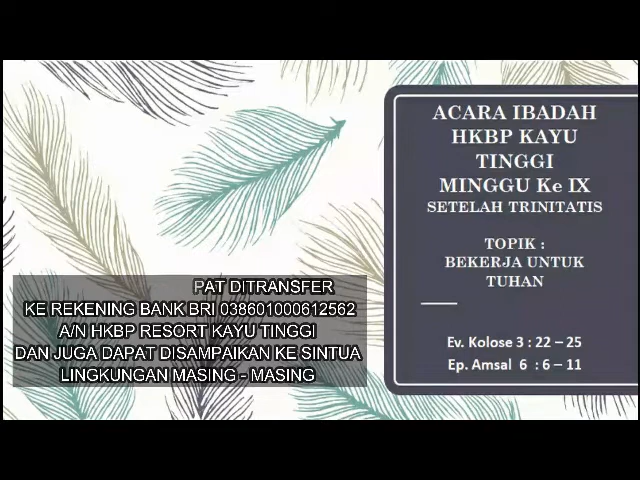 ACARA IBADAH
HKBP KAYU
TINGGI
MINGGU Ke IX
SETELAH TRINITATIS
TOPIK :
BEKERJA UNTUK
TUHAN
Ev. Kolose 3 : 22 – 25
Ep. Amsal 6 : 6 – 11
PAT DITRANSFER
KE REKENING BANK BRI 038601000612562
A/N HKBP RESORT KAYU TINGGI
DAN JUGA DAPAT DISAMPAIKAN KE SINTUA
LINGKUNGAN MASING - MASING